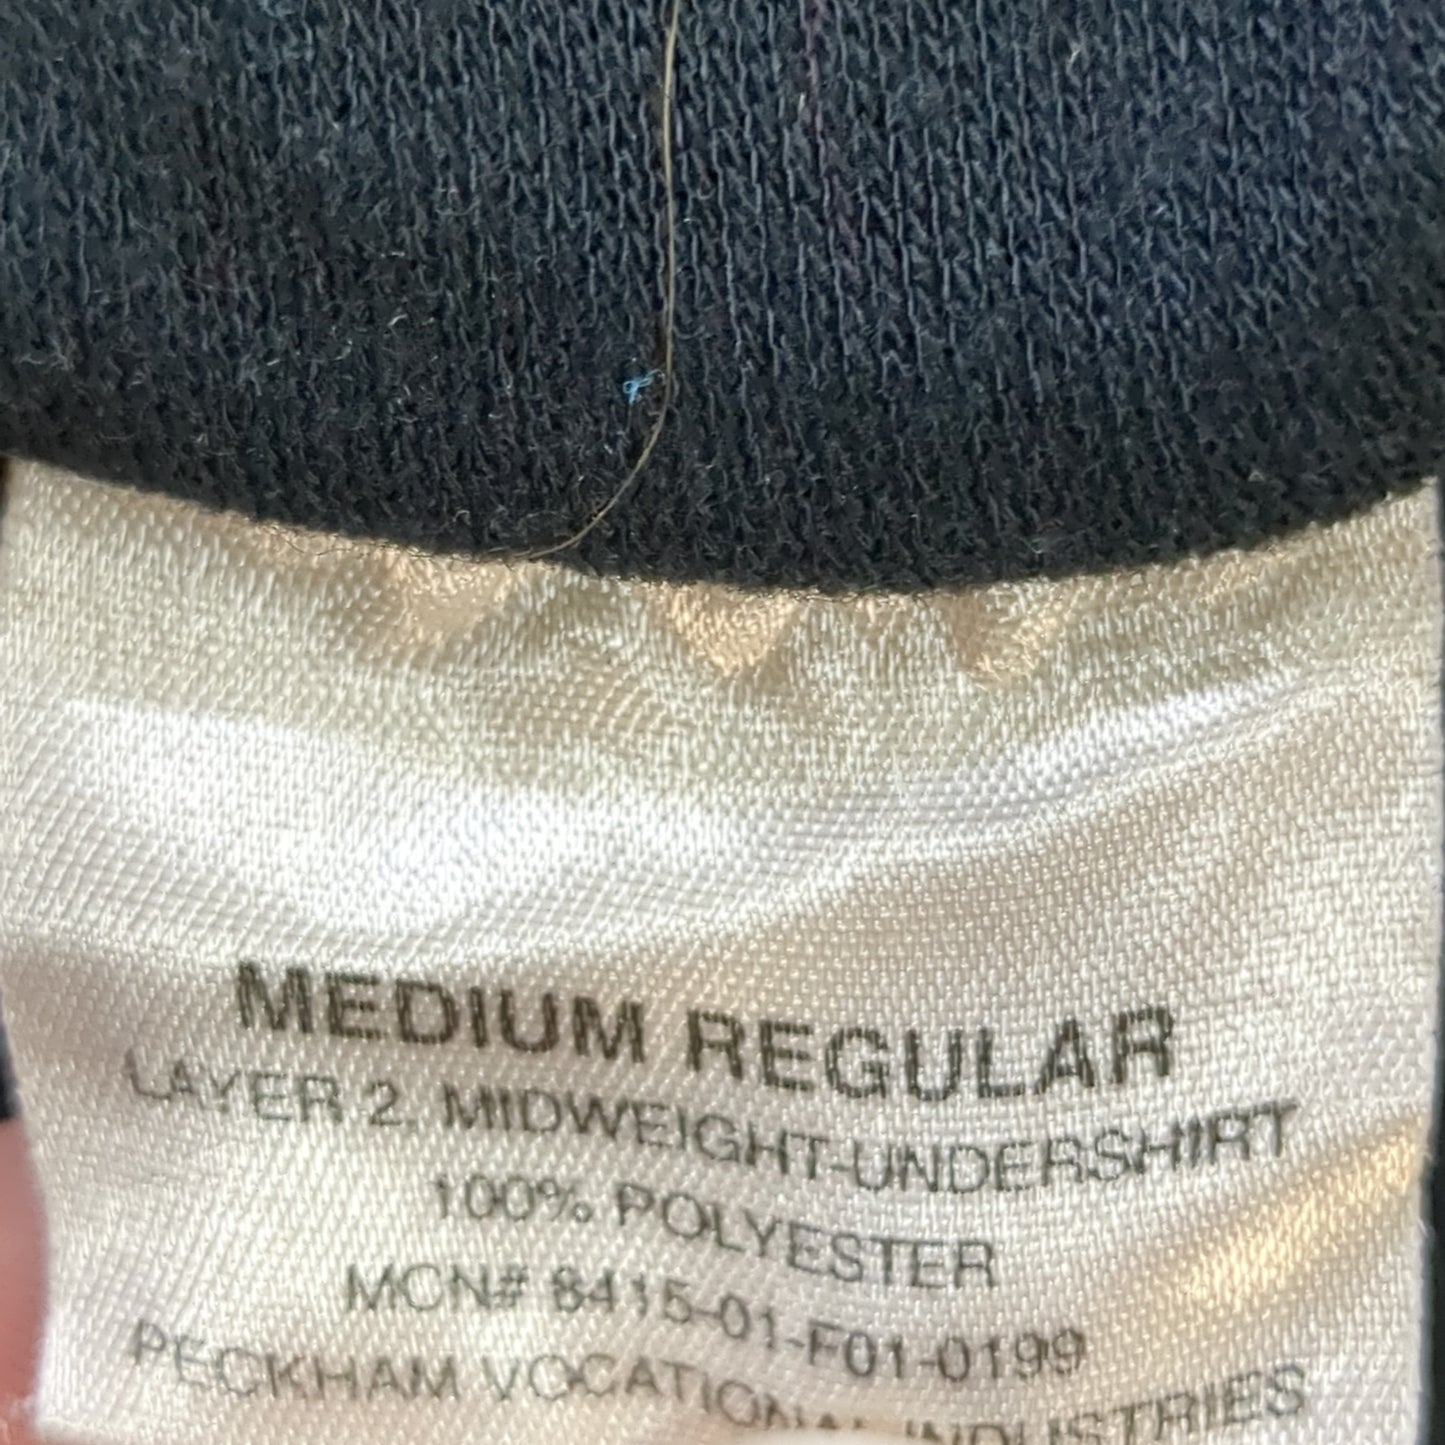 MEDIUM REGULAR
LAYER 2, MIDWEIGHT-UNDERSHIRT
100% POLYESTER
MCN# 8415-01-F01-0199
PECKHAM VOCATIONAL INDUSTRIES